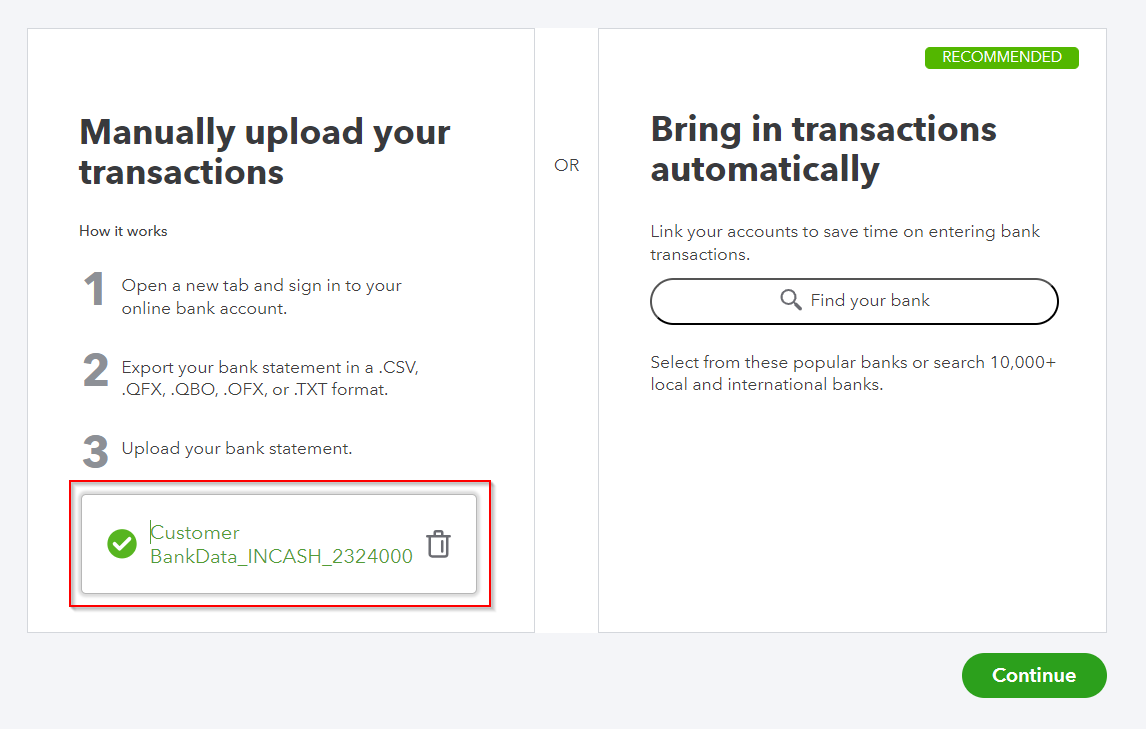 Manually upload your
transactions
How it works
1
Open a new tab and sign in to your
online bank account.
2
Export your bank statement in a .CSV,
.QFX, .QBO, .OFX, or .TXT format.
3
Upload your bank statement.
Customer
BankData_INCASH_2324000
OR
RECOMMENDED
Bring in transactions
automatically
Link your accounts to save time on entering bank
transactions.
Find your bank
Select from these popular banks or search 10,000+
local and international banks.
Continue